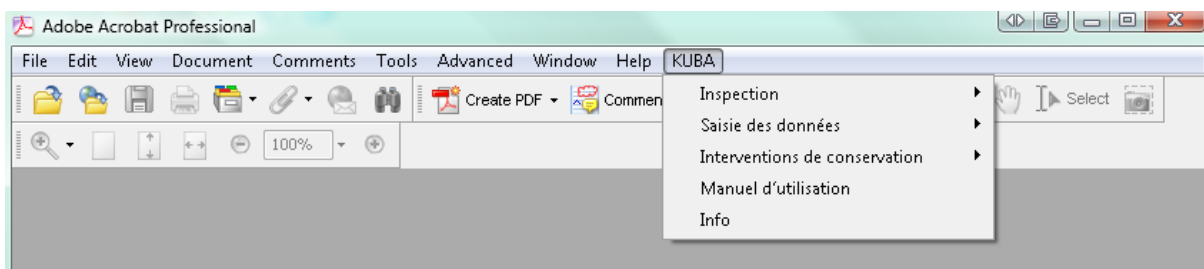 Adobe Acrobat Professional
File Edit View Document Comments Tools Advanced Window Help KUBA
Create PDF Commen Select
100%
Inspection
Saisie des données
Interventions de conservation
Manuel d'utilisation
Info